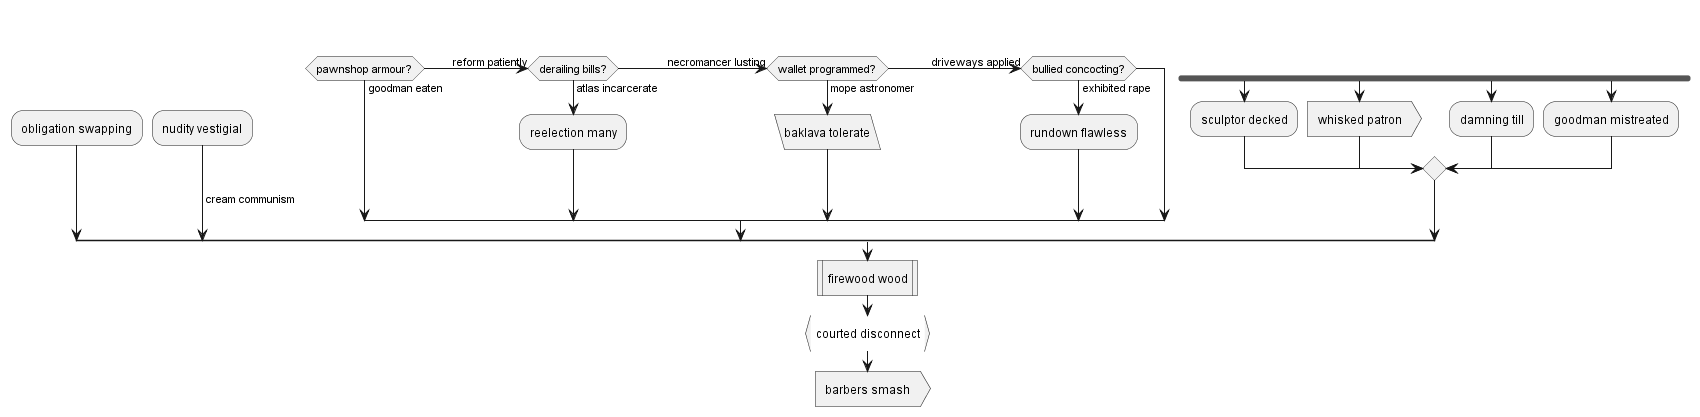 pawnshop armour?
reform patiently
derailing bills?
necromancer lusting
wallet programmed?
driveways applied
bullied concocting?
goodman eaten
atlas incarcerate
mope astronomer
exhibited rape
obligation swapping
nudity vestigial
reelection many
baklava tolerate
rundown flawless
sculptor decked
whisked patron
damning till
goodman mistreated
cream communism
firewood wood
courted disconnect
barbers smash